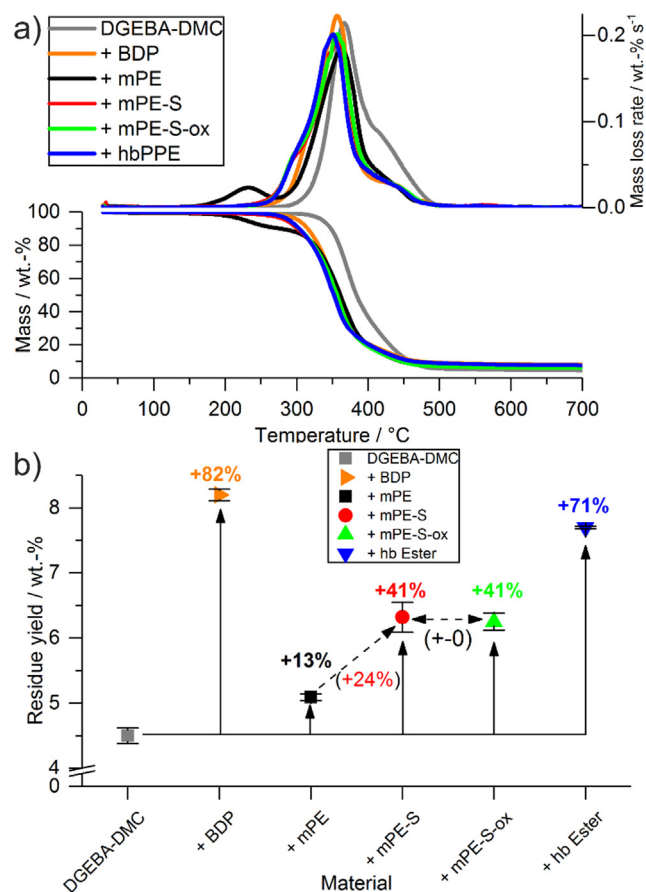 a)
DGEBA-DMC
+ BDP
+ mPE
+ mPE-S
+ mPE-S-ox
+ hbPPE
0.2
0.1
0.0
Mass loss rate / wt.-% s⁻¹
100
80
60
40
20
0
Mass / wt.-%
0 100 200 300 400 500 600 700
Temperature / °C
b)
DGEBA-DMC
+ BDP
+ mPE
+ mPE-S
+ mPE-S-ox
+ hb Ester
+82%
+71%
+41%
+41%
(+-0)
+13%
(+24%)
8
7
6
5
4
0
Residue yield / wt.-%
DGEBA-DMC
+ BDP
+ mPE
+ mPE-S
+ mPE-S-ox
+ hb Ester
Material